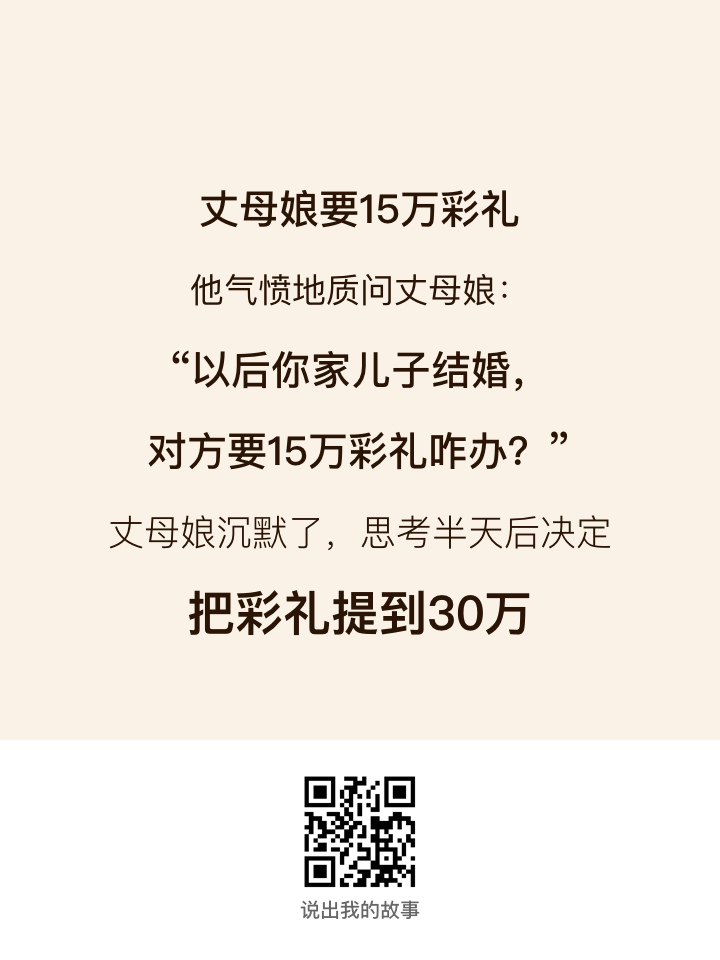 丈母娘要15万彩礼
他气愤地质问丈母娘：
“以后你家儿子结婚，
对方要15万彩礼咋办？”
丈母娘沉默了，思考半天后决定
把彩礼提到30万
说出我的故事